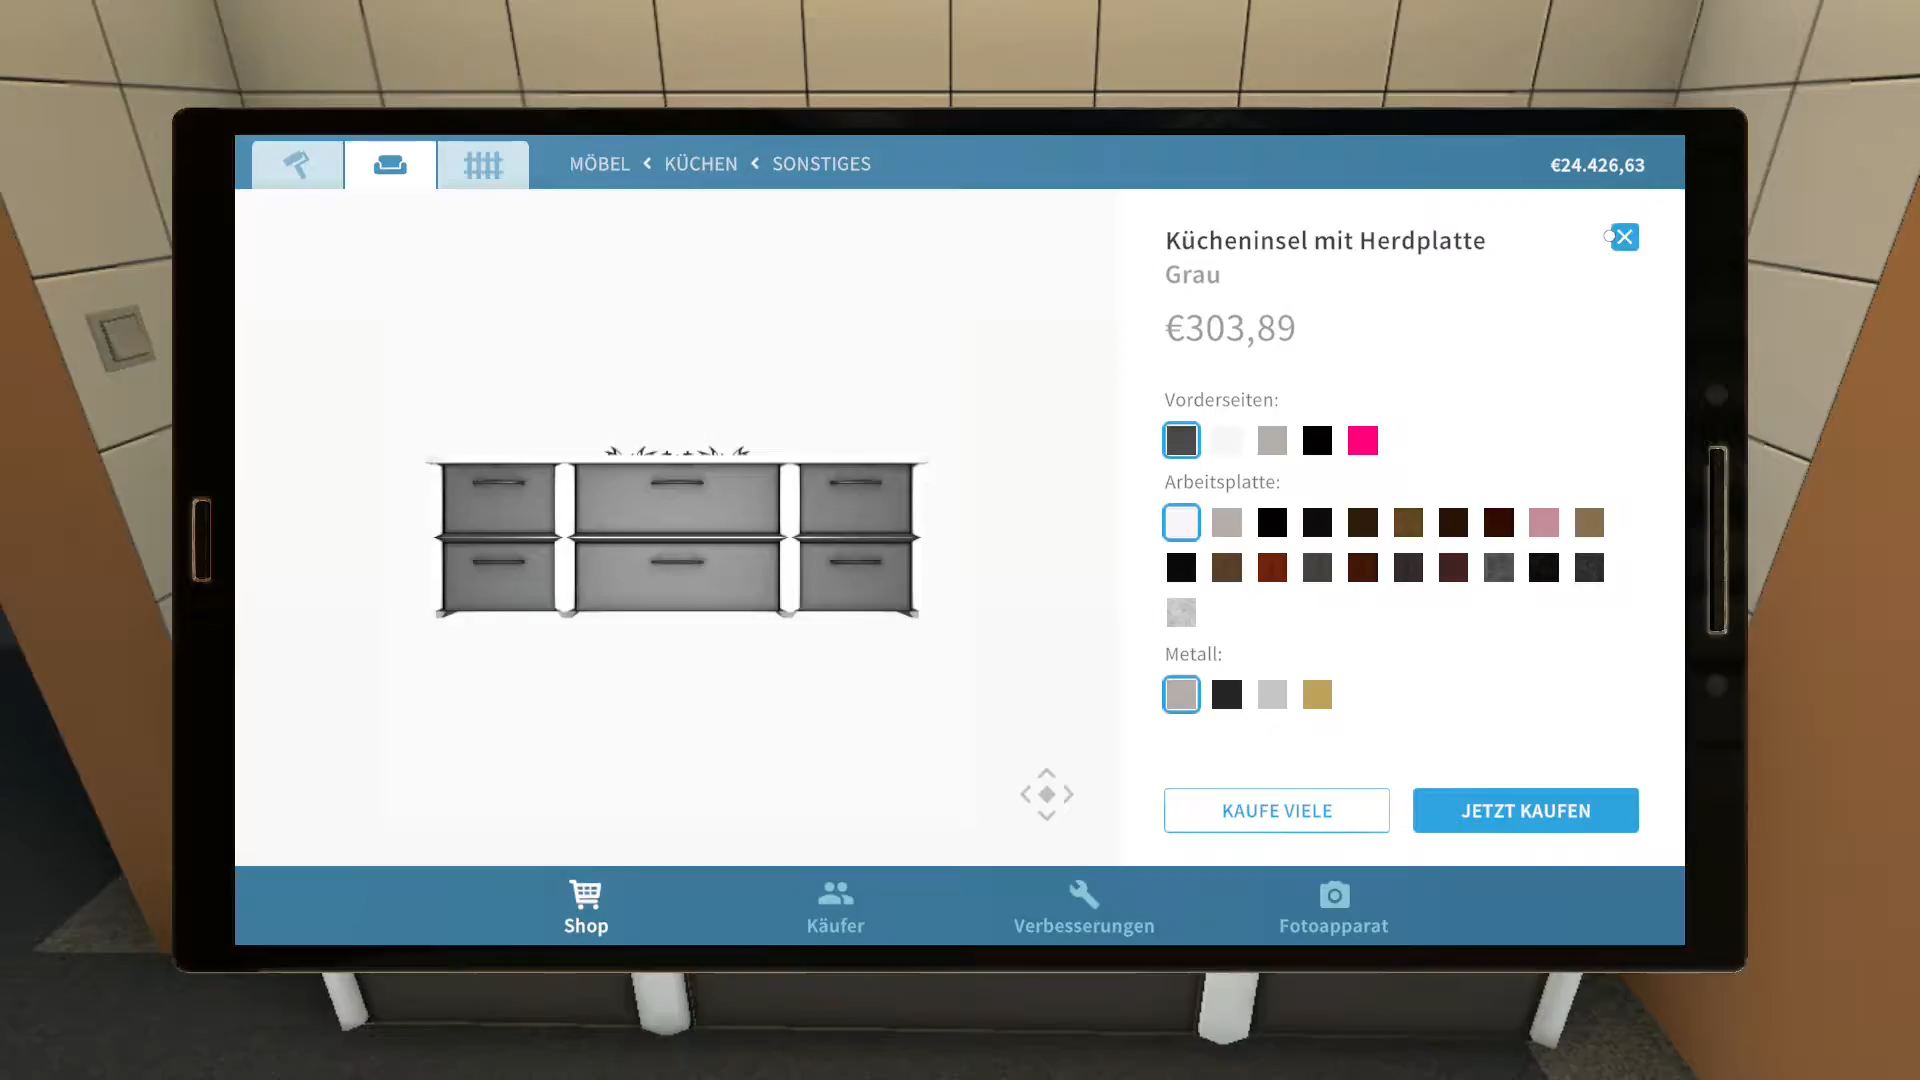 MÖBEL KÜCHEN SONSTIGES
€24.426,63
Kücheninsel mit Herdplatte
Grau
€303,89
Vorderseiten:
Arbeitsplatte:
Metall:
KAUFE VIELE
JETZT KAUFEN
Shop
Käufer
Verbesserungen
Fotoapparat